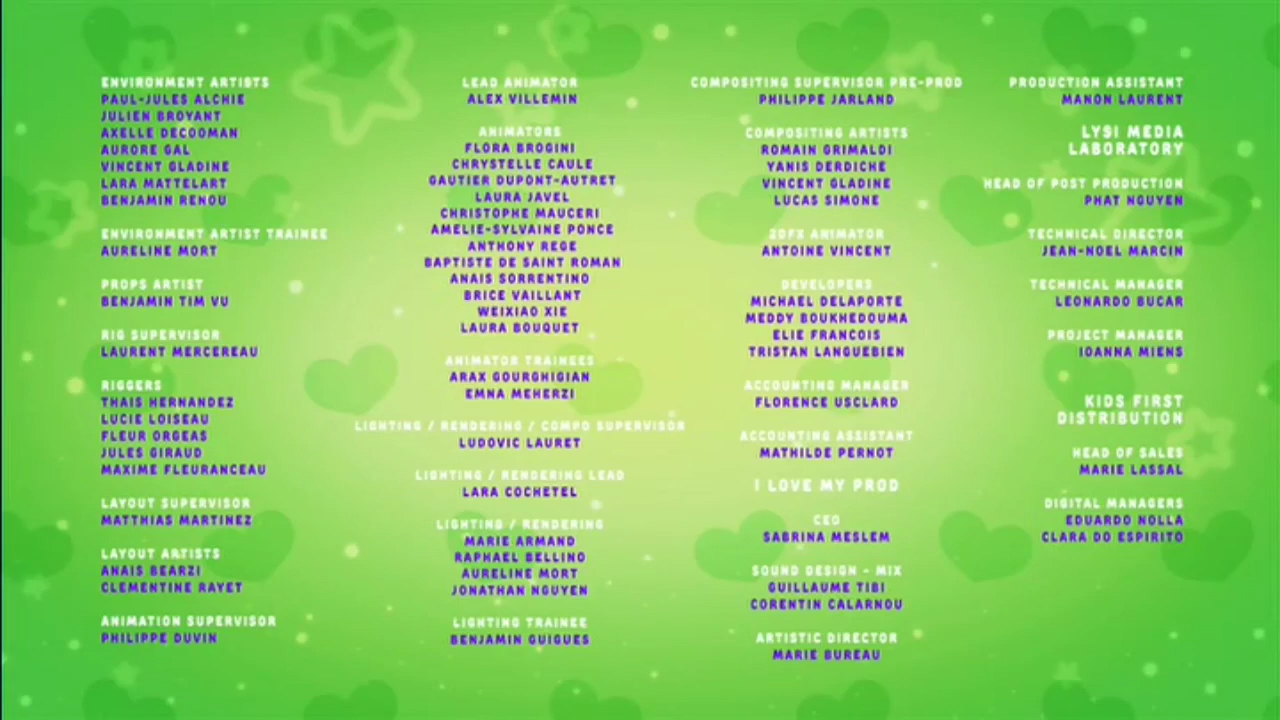 ENVIRONMENT ARTISTS
PAUL-JULES ALCHIE
JULIEN BROYANT
AXELLE DECOOMAN
AURORE GAL
VINCENT GLADINE
LARA MATTELART
BENJAMIN RENOU
ENVIRONMENT ARTIST TRAINEE
AURELINE MORT
PROPS ARTIST
BENJAMIN TIM VU
RIG SUPERVISOR
LAURENT MERCEREAU
RIGGERS
THAIS HERNANDEZ
LUCIE LOISEAU
FLEUR ORGEAS
JULES GIRAUD
MAXIME FLEURANCEAU
LAYOUT SUPERVISOR
MATTHIAS MARTINEZ
LAYOUT ARTISTS
ANAIS BEARZI
CLEMENTINE RAYET
ANIMATION SUPERVISOR
PHILIPPE DUVIN
LEAD ANIMATOR
ALEX VILLEMIN
ANIMATORS
FLORA BROGINI
CHRYSTELLE CAULE
GAUTIER DUPONT-AUTRET
LAURA JAVEL
CHRISTOPHE MAUCERI
AMELIE-SYLVAINE PONCE
ANTHONY REGE
BAPTISTE DE SAINT ROMAN
ANAIS SORRENTINO
BRICE VAILLANT
WEIXIAO XIE
LAURA BOUQUET
ANIMATOR TRAINEES
ARAX GOURGHIGIAN
EMNA MEHERZI
LIGHTING / RENDERING / COMPO SUPERVISOR
LUDOVIC LAURET
LIGHTING / RENDERING LEAD
LARA COCHETEL
LIGHTING / RENDERING
MARIE ARMAND
RAPHAEL BELLINO
AURELINE MORT
JONATHAN NGUYEN
LIGHTING TRAINEE
BENJAMIN GUIGUES
COMPOSITING SUPERVISOR PRE-PROD
PHILIPPE JARLAND
COMPOSITING ARTISTS
ROMAIN GRIMALDI
YANIS DERDICHE
VINCENT GLADINE
LUCAS SIMONE
2DFX ANIMATOR
ANTOINE VINCENT
DEVELOPERS
MICHAEL DELAPORTE
MEDDY BOUKHEDOUMA
ELIE FRANCOIS
TRISTAN LANGUEBIEN
ACCOUNTING MANAGER
FLORENCE USCLARD
ACCOUNTING ASSISTANT
MATHILDE PERNOT
I LOVE MY PROD
CEO
SABRINA MESLEM
SOUND DESIGN - MIX
GUILLAUME TIBI
CORENTIN CALARNOU
ARTISTIC DIRECTOR
MARIE BUREAU
PRODUCTION ASSISTANT
MANON LAURENT
LYSI MEDIA
LABORATORY
HEAD OF POST PRODUCTION
PHAT NGUYEN
TECHNICAL DIRECTOR
JEAN-NOEL MARCIN
TECHNICAL MANAGER
LEONARDO BUCAR
PROJECT MANAGER
IOANNA MIENS
KIDS FIRST
DISTRIBUTION
HEAD OF SALES
MARIE LASSAL
DIGITAL MANAGERS
EDUARDO NOLLA
CLARA DO ESPIRITO